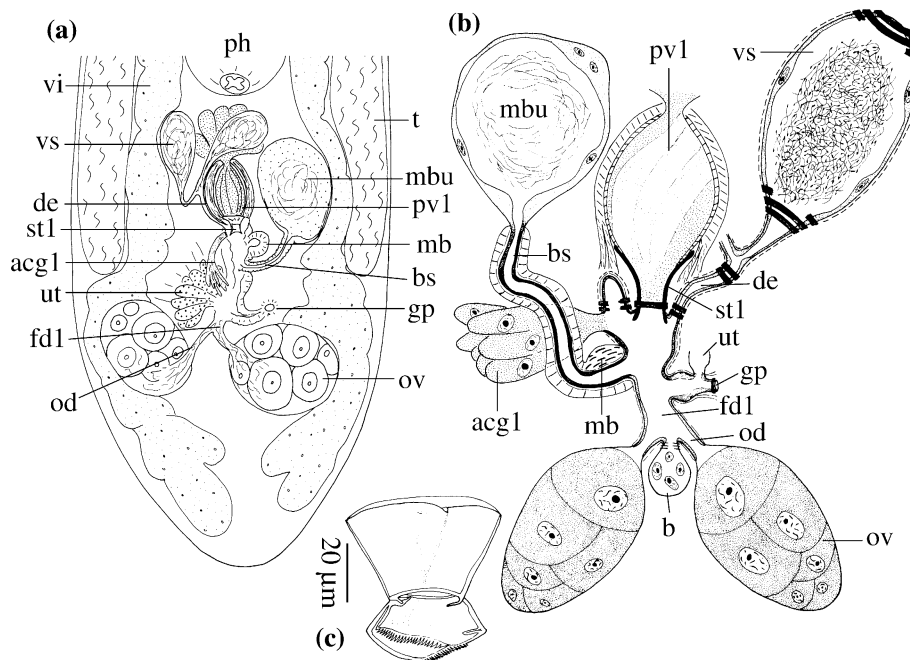 (a)
ph
vi
vs
t
de
st1
acg1
ut
fd1
od
mbu
pv1
mb
bs
gp
ov
(b)
pv1
vs
mbu
bs
de
st1
ut
gp
fd1
od
acg1
mb
b
ov
20 µm
(c)